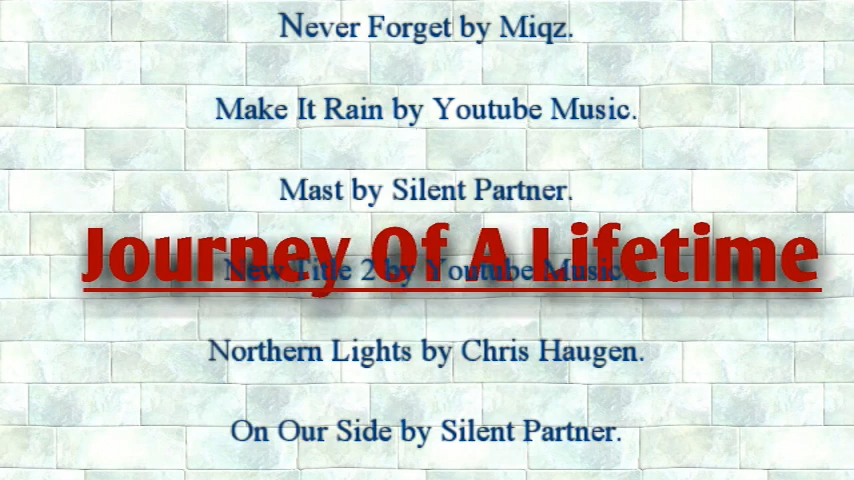 Never Forget by Miqz.
Make It Rain by Youtube Music.
Mast by Silent Partner.
Journey Of A Lifetime
New Title 2 by Youtube Music.
Northern Lights by Chris Haugen.
On Our Side by Silent Partner.